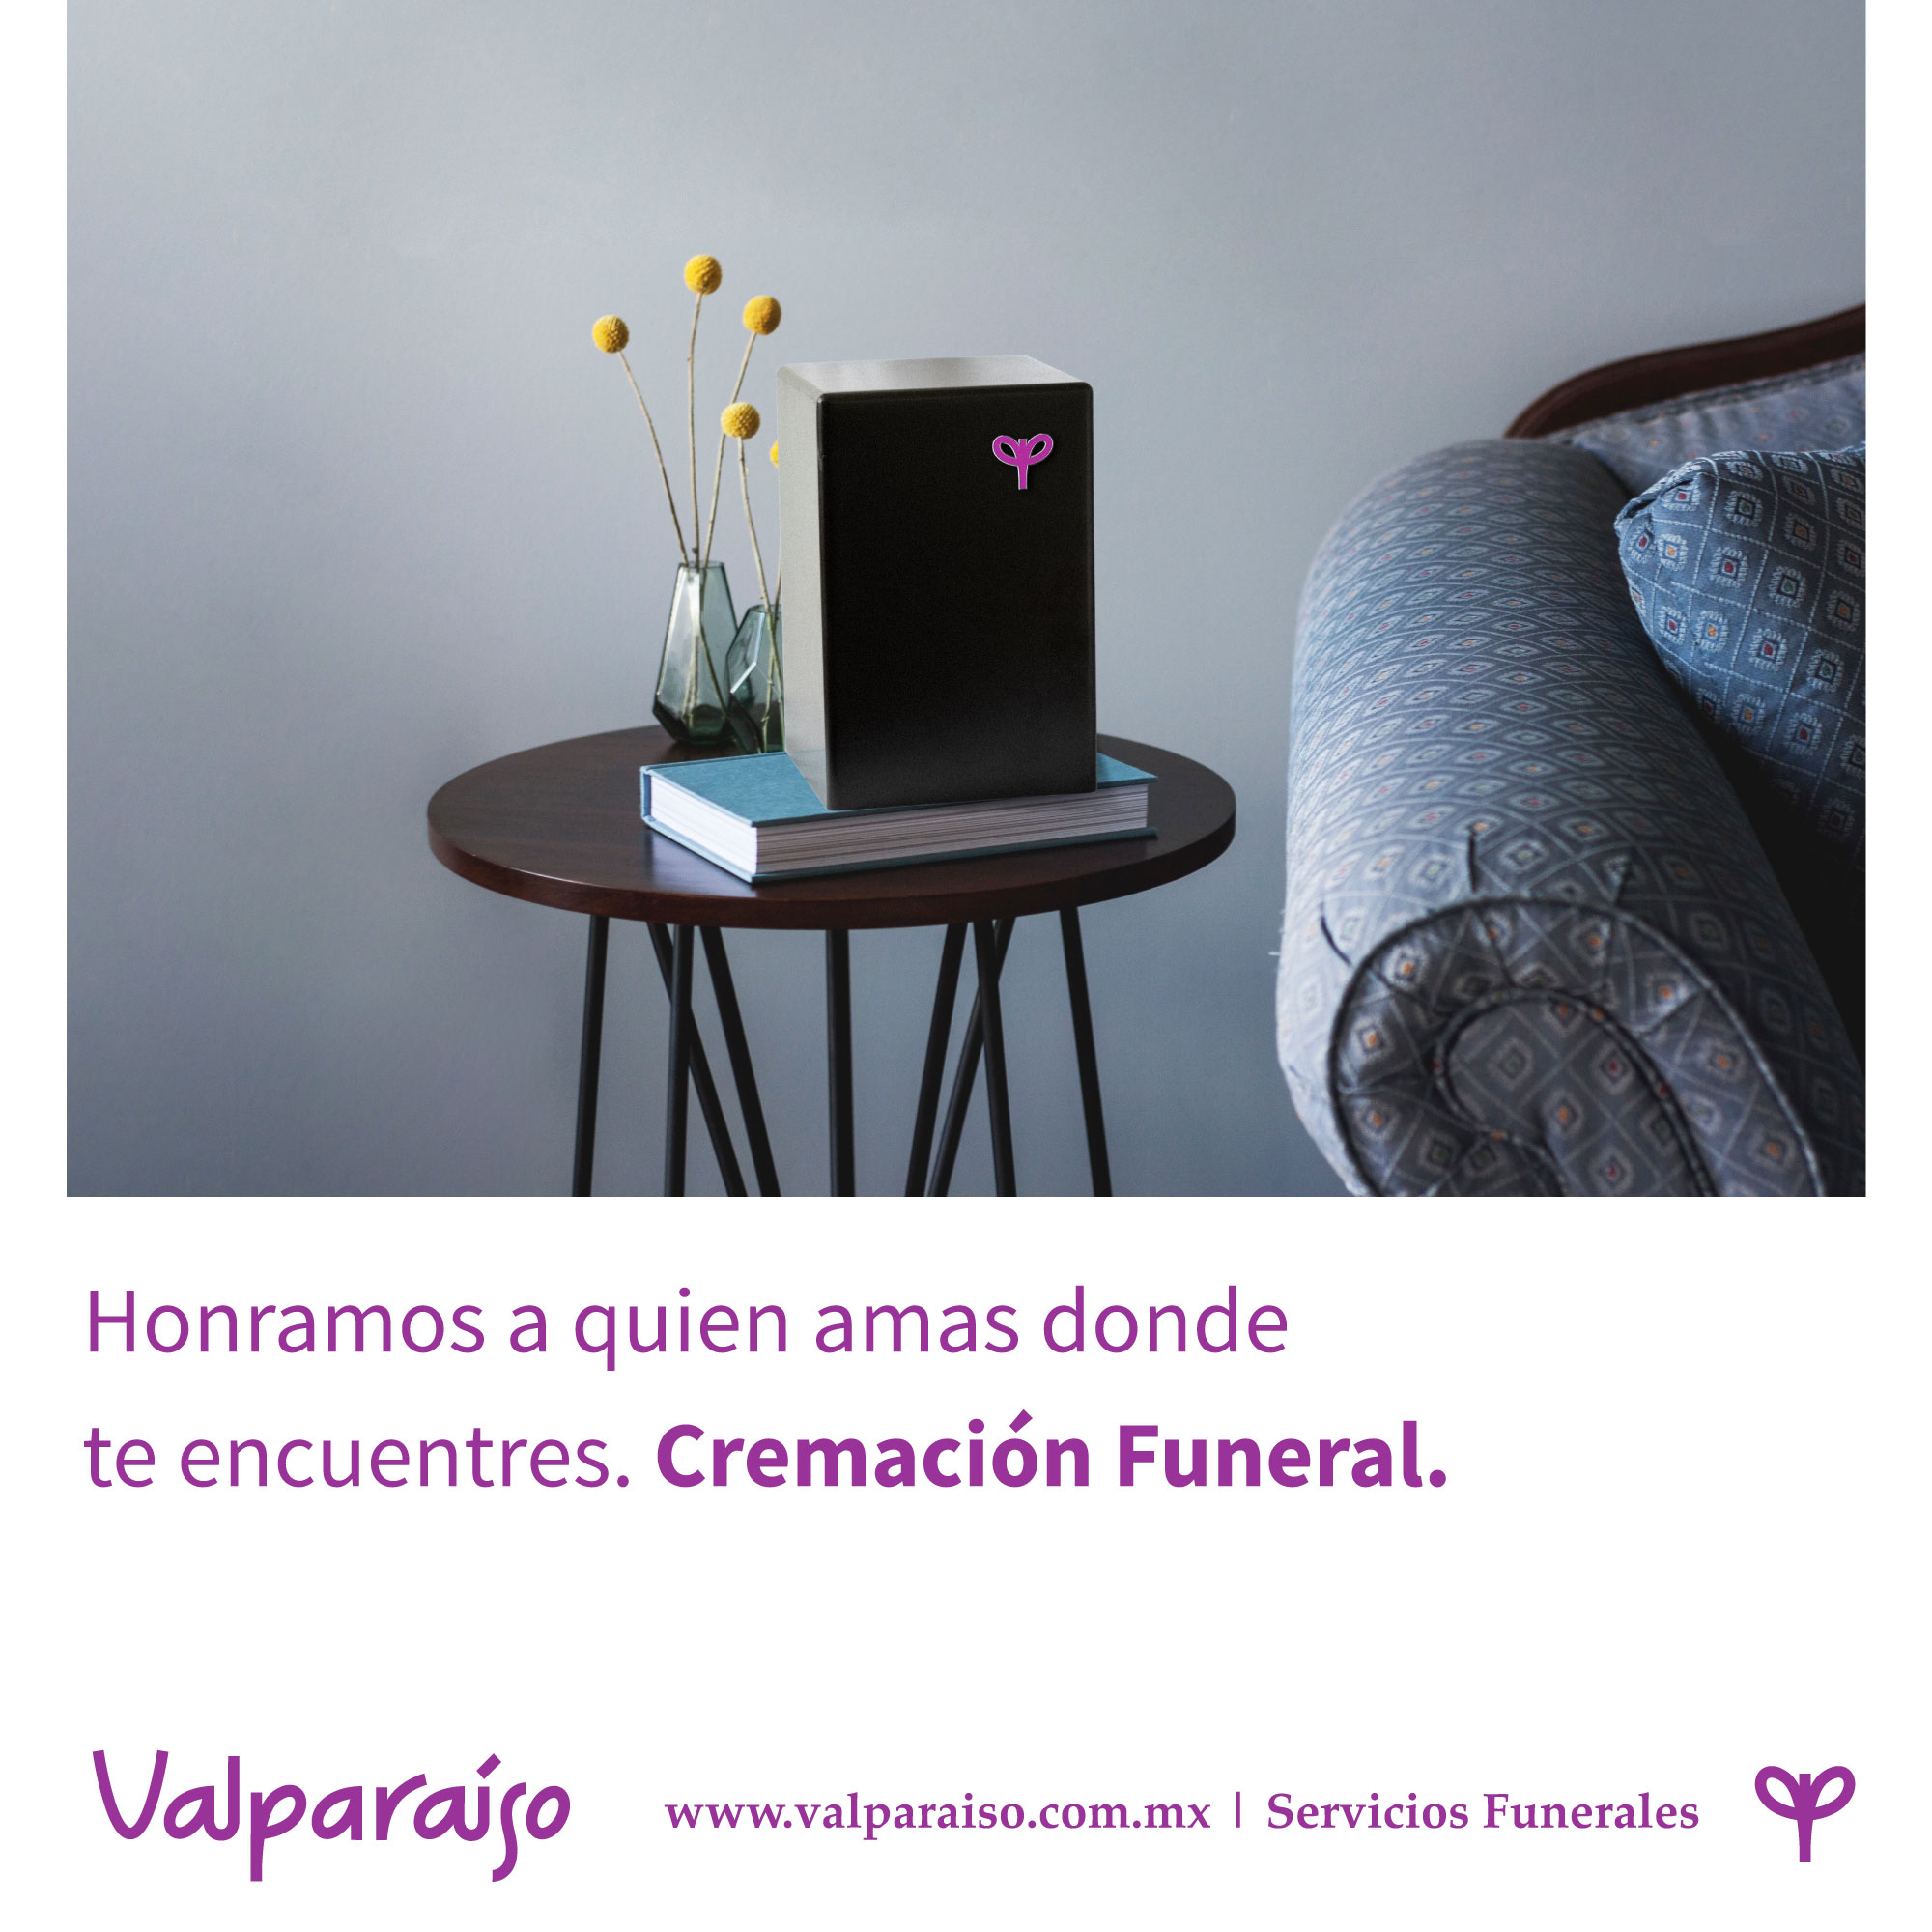 Honramos a quien amas donde
te encuentres. Cremación Funeral.
Valparaíso
www.valparaiso.com.mx | Servicios Funerales